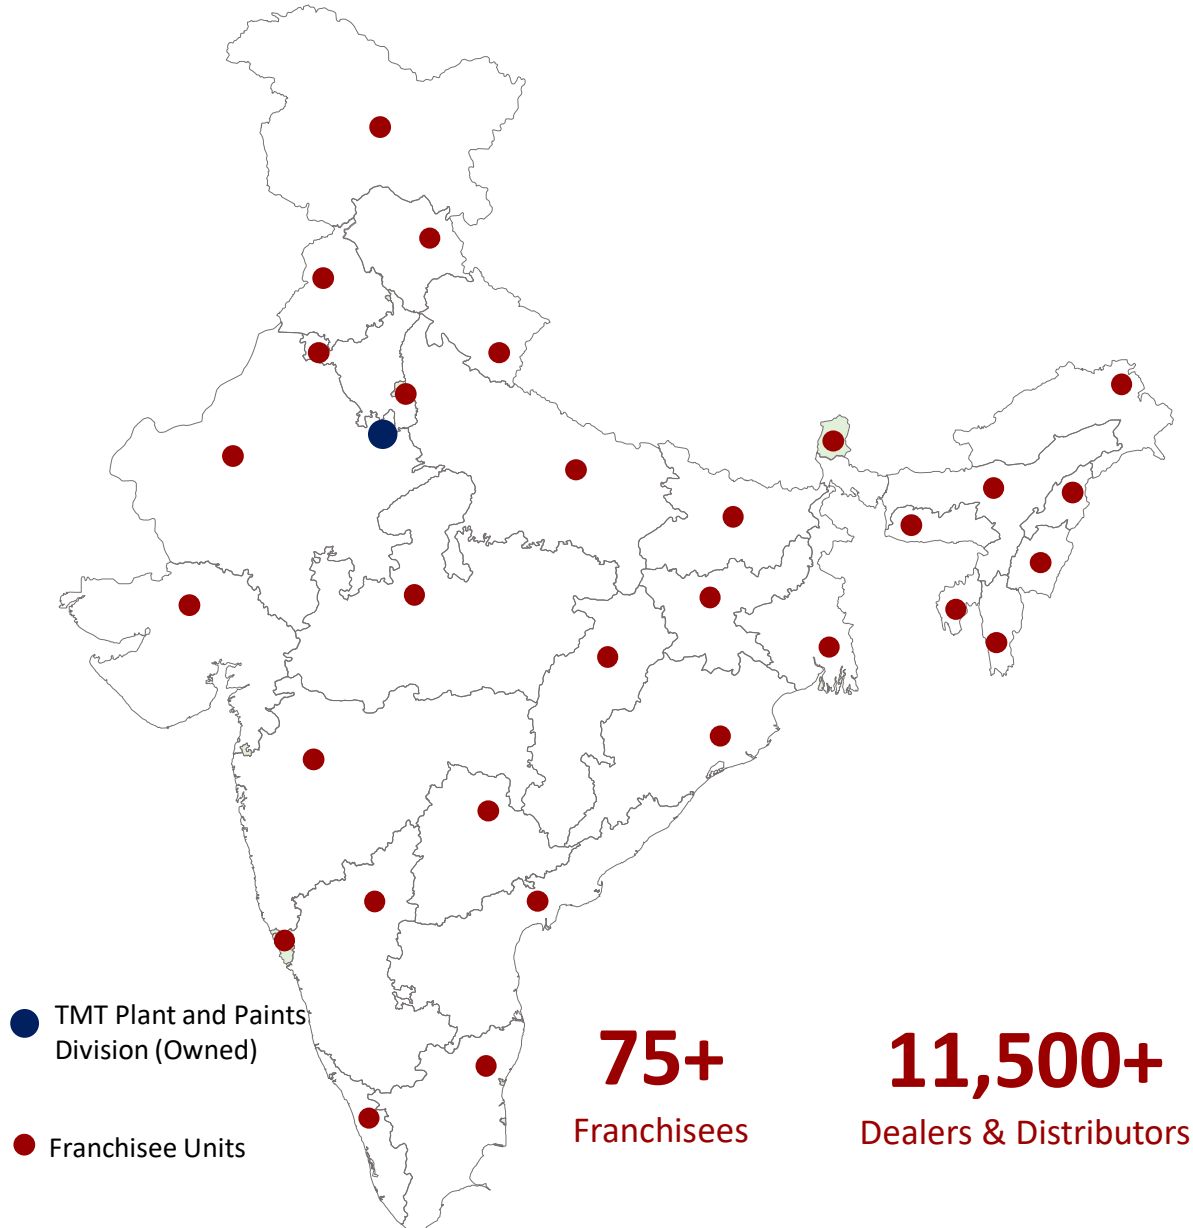 TMT Plant and Paints
Division (Owned)
Franchisee Units
75+
Franchisees
11,500+
Dealers & Distributors